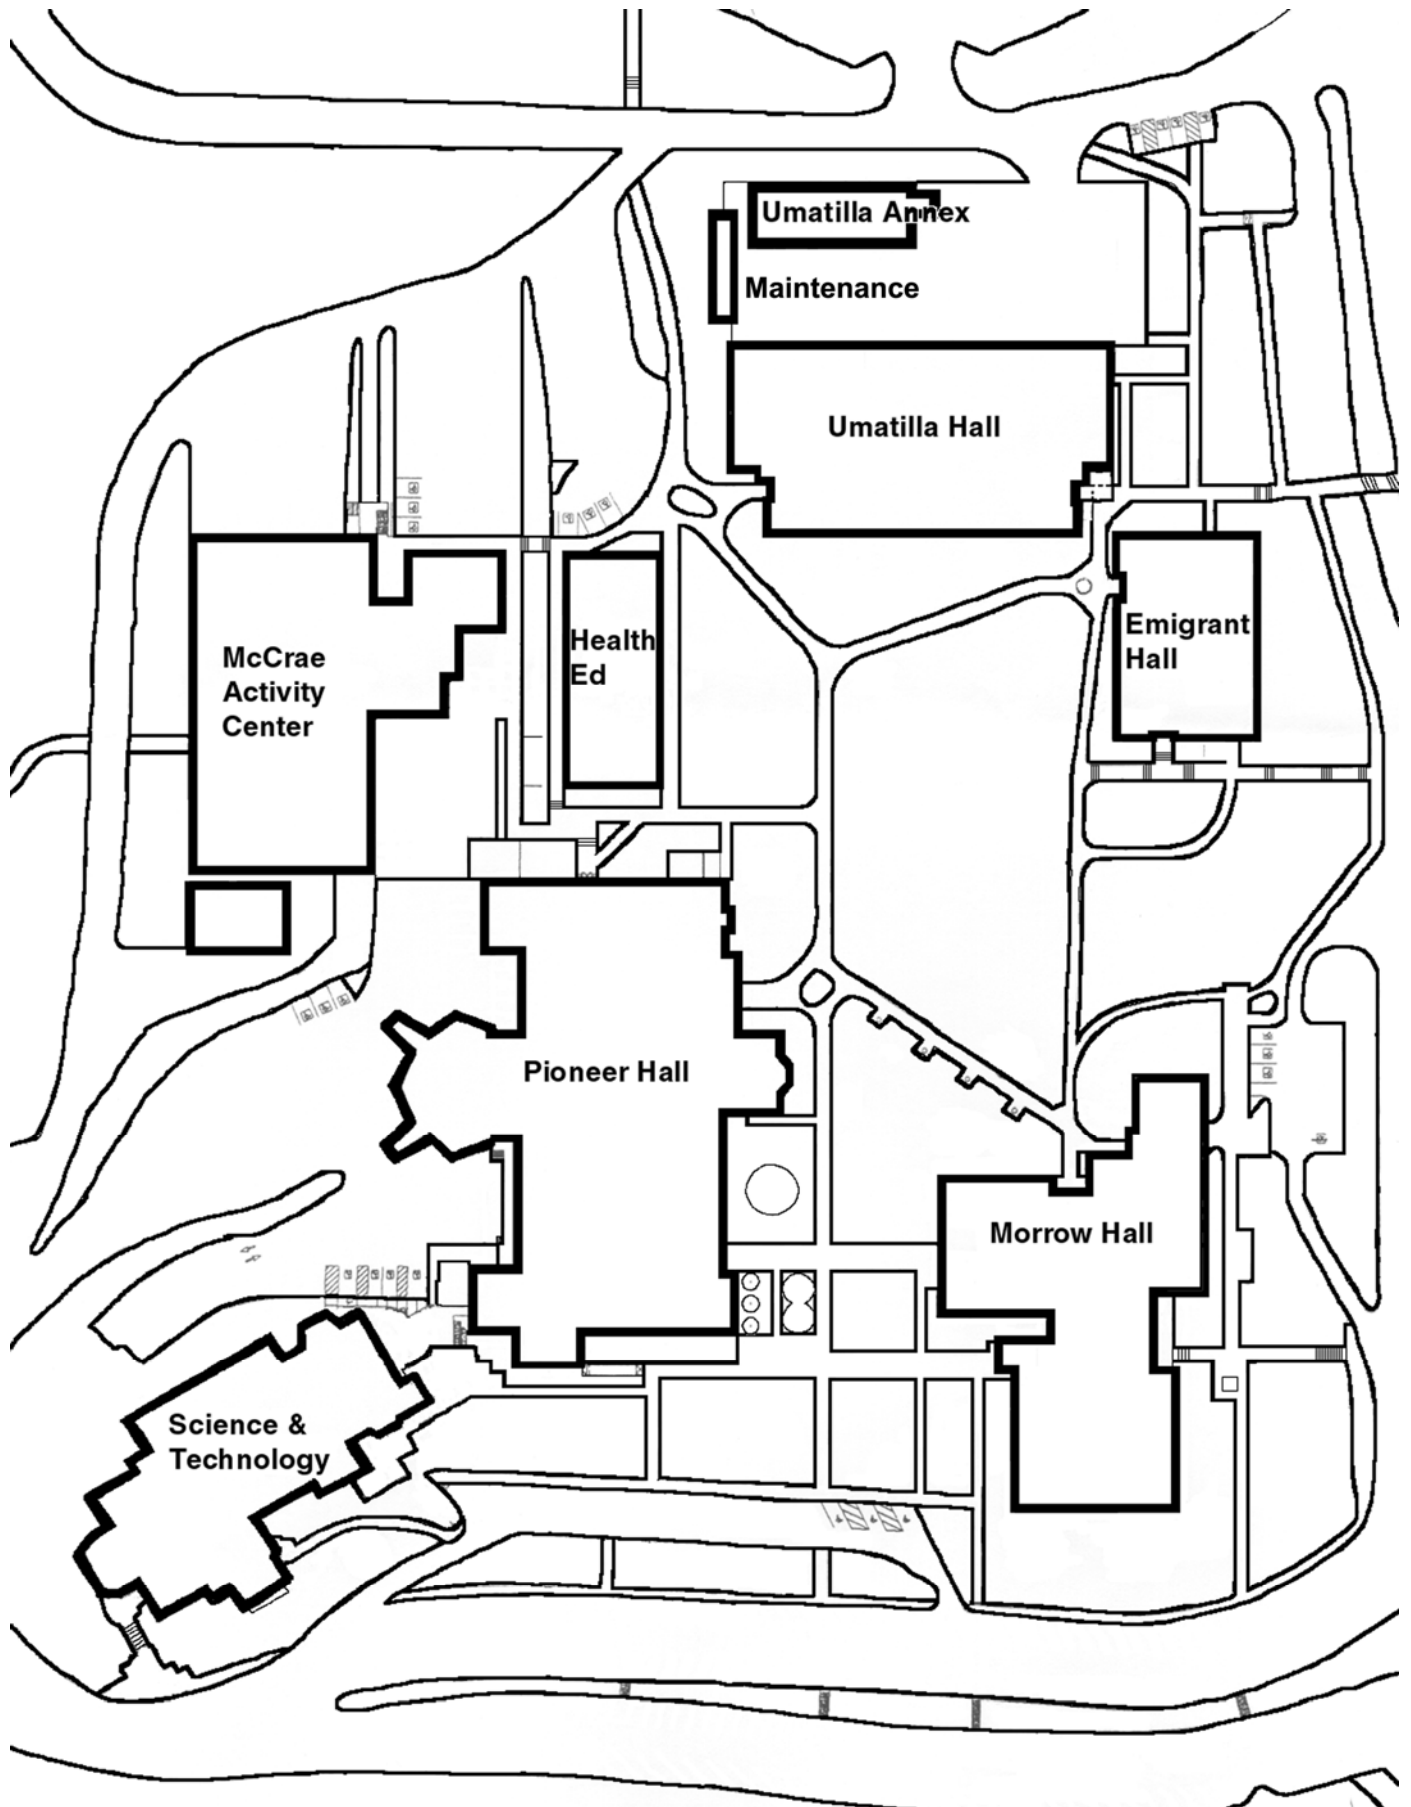 Umatilla Annex
Maintenance
Umatilla Hall
Emigrant
Hall
Health
Ed
McCrae
Activity
Center
Pioneer Hall
Morrow Hall
Science &
Technology